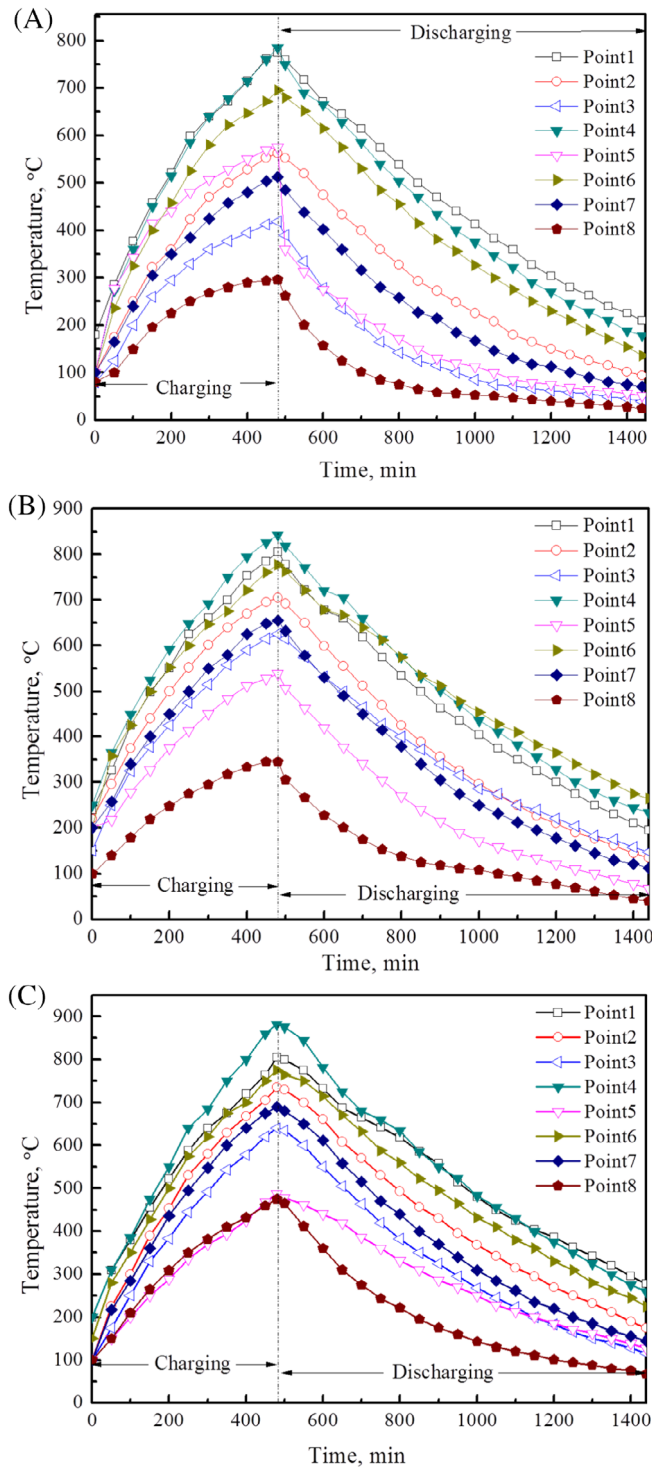 (A)
800
700
600
500
400
300
200
100
0
Temperature, °C
Discharging
Point1
Point2
Point3
Point4
Point5
Point6
Point7
Point8
Charging
0 200 400 600 800 1000 1200 1400
Time, min
(B)
900
800
700
600
500
400
300
200
100
0
Temperature, °C
Point1
Point2
Point3
Point4
Point5
Point6
Point7
Point8
Charging Discharging
0 200 400 600 800 1000 1200 1400
Time, min
(C)
900
800
700
600
500
400
300
200
100
0
Temperature, °C
Point1
Point2
Point3
Point4
Point5
Point6
Point7
Point8
Charging Discharging
0 200 400 600 800 1000 1200 1400
Time, min